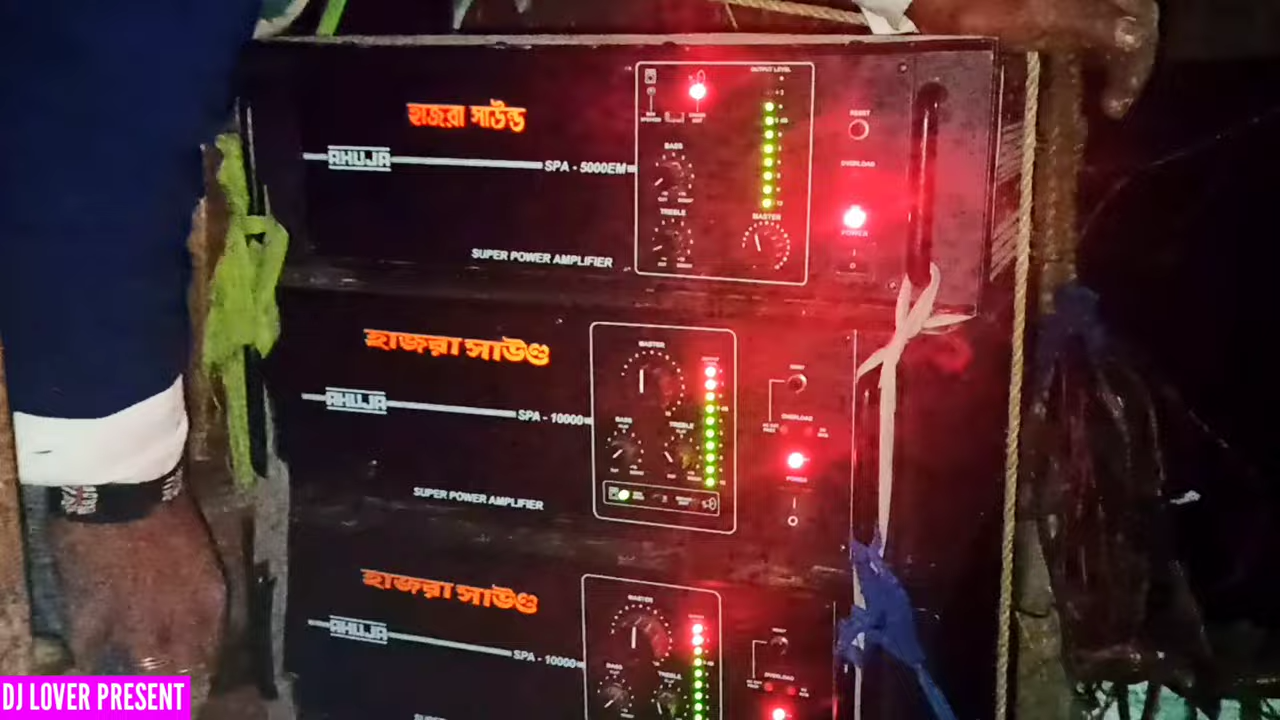 হাজরা সাউন্ড
AHUJA
SPA - 5000EM
SUPER POWER AMPLIFIER
OUTPUT LEVEL
BASS
TREBLE
MASTER
RESET
OVERLOAD
POWER
হাজরা সাউণ্ড
AHUJA
SPA - 10000
SUPER POWER AMPLIFIER
MASTER
BASS
TREBLE
RESET
OVERLOAD
POWER
হাজরা সাউণ্ড
AHUJA
SPA - 10000
MASTER
BASS
TREBLE
OVERLOAD
DJ LOVER PRESENT